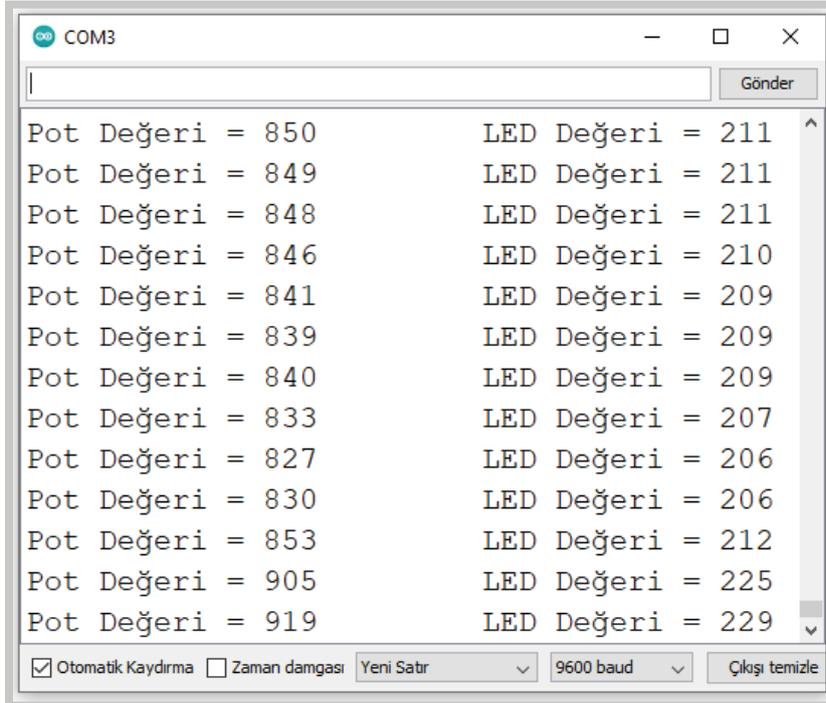 COM3
Gönder
Pot Değeri = 850 LED Değeri = 211
Pot Değeri = 849 LED Değeri = 211
Pot Değeri = 848 LED Değeri = 211
Pot Değeri = 846 LED Değeri = 210
Pot Değeri = 841 LED Değeri = 209
Pot Değeri = 839 LED Değeri = 209
Pot Değeri = 840 LED Değeri = 209
Pot Değeri = 833 LED Değeri = 207
Pot Değeri = 827 LED Değeri = 206
Pot Değeri = 830 LED Değeri = 206
Pot Değeri = 853 LED Değeri = 212
Pot Değeri = 905 LED Değeri = 225
Pot Değeri = 919 LED Değeri = 229
Otomatik Kaydırma Zaman damgası Yeni Satır 9600 baud Çıkışı temizle